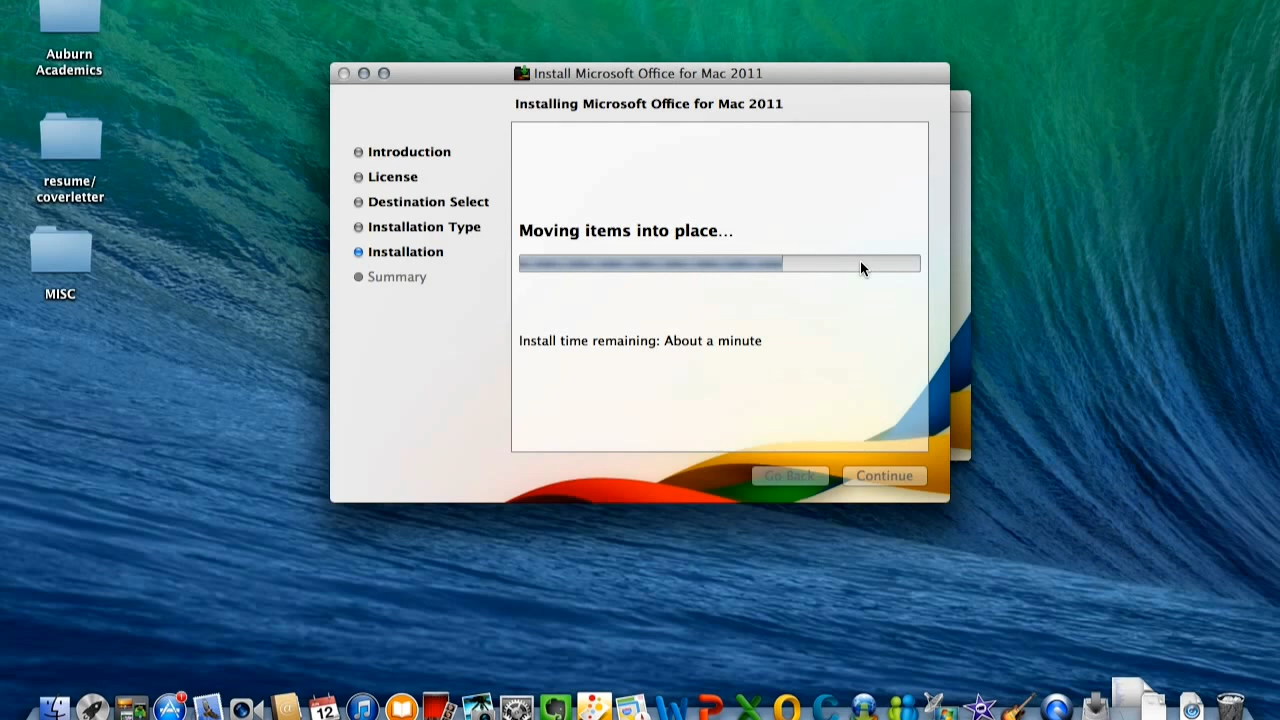 Auburn
Academics
resume/
coverletter
MISC
Install Microsoft Office for Mac 2011
Installing Microsoft Office for Mac 2011
Introduction
License
Destination Select
Installation Type
Installation
Summary
Moving items into place...
Install time remaining: About a minute
Go Back
Continue
1
12